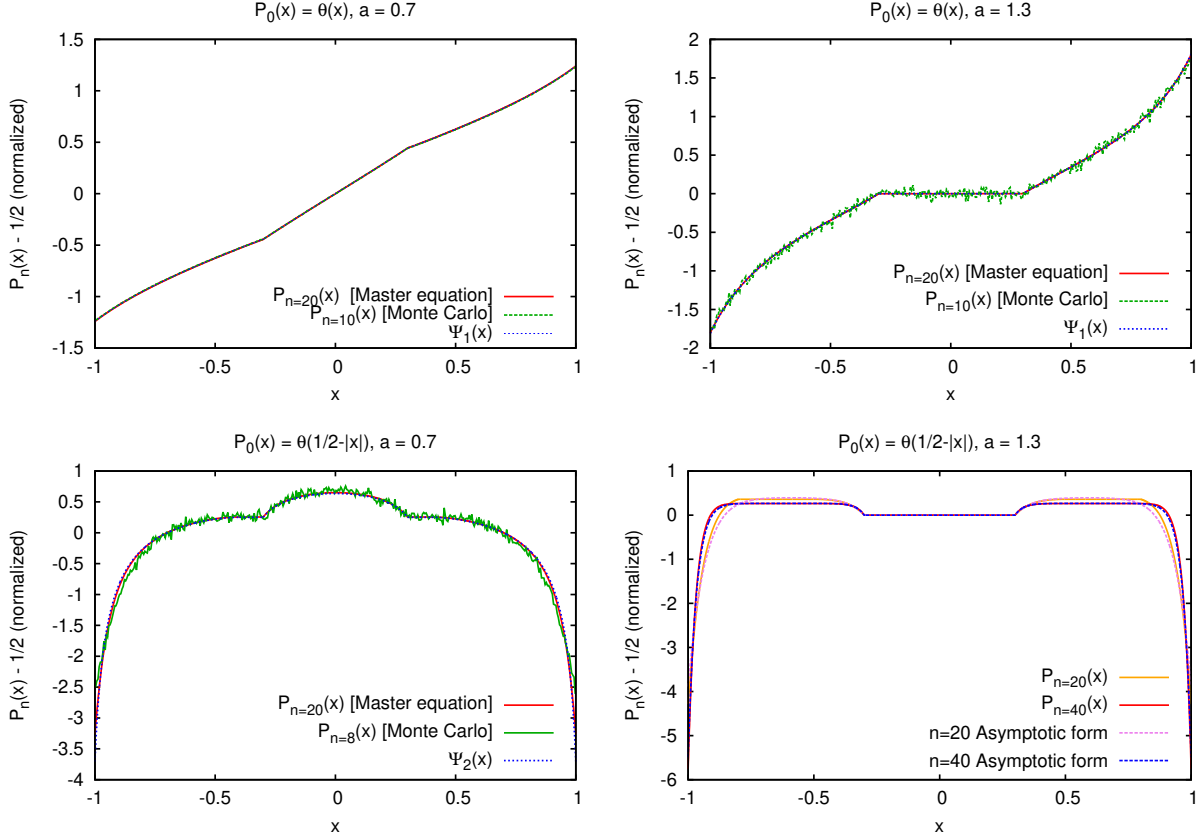 P_0(x) = θ(x), a = 0.7
1.5
1
0.5
0
-0.5
-1
-1.5
-1
-0.5
0
0.5
1
x
P_n(x) - 1/2 (normalized)
P_{n=20}(x) [Master equation]
P_{n=10}(x) [Monte Carlo]
Ψ_1(x)
P_0(x) = θ(x), a = 1.3
2
1.5
1
0.5
0
-0.5
-1
-1.5
-2
-1
-0.5
0
0.5
1
x
P_n(x) - 1/2 (normalized)
P_{n=20}(x) [Master equation]
P_{n=10}(x) [Monte Carlo]
Ψ_1(x)
P_0(x) = θ(1/2-|x|), a = 0.7
1
0.5
0
-0.5
-1
-1.5
-2
-2.5
-3
-3.5
-4
-1
-0.5
0
0.5
1
x
P_n(x) - 1/2 (normalized)
P_{n=20}(x) [Master equation]
P_{n=8}(x) [Monte Carlo]
Ψ_2(x)
P_0(x) = θ(1/2-|x|), a = 1.3
1
0
-1
-2
-3
-4
-5
-6
-1
-0.5
0
0.5
1
x
P_n(x) - 1/2 (normalized)
P_{n=20}(x)
P_{n=40}(x)
n=20 Asymptotic form
n=40 Asymptotic form